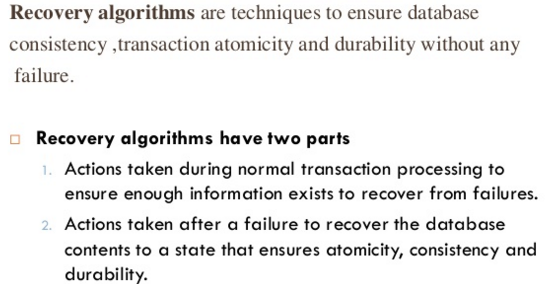 Recovery algorithms are techniques to ensure database
consistency ,transaction atomicity and durability without any
failure.
Recovery algorithms have two parts
1. Actions taken during normal transaction processing to
ensure enough information exists to recover from failures.
2. Actions taken after a failure to recover the database
contents to a state that ensures atomicity, consistency and
durability.